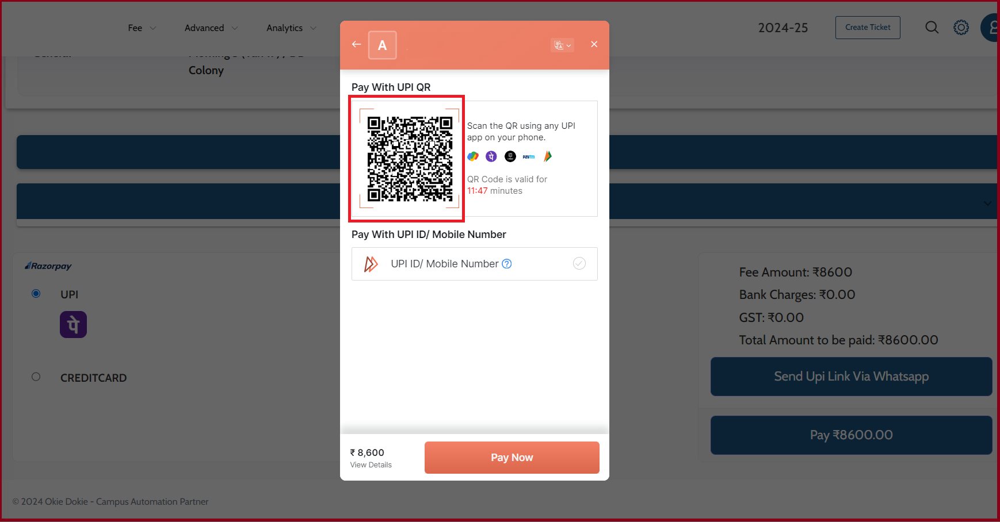 Fee
Advanced
Analytics
2024-25
Create Ticket
Colony
A
Pay With UPI QR
Scan the QR using any UPI
app on your phone.
पे
paytm
QR Code is valid for
11:47 minutes
Pay With UPI ID/ Mobile Number
UPI ID/ Mobile Number ?
Razorpay
UPI
पे
CREDITCARD
Fee Amount: ₹8600
Bank Charges: ₹0.00
GST: ₹0.00
Total Amount to be paid: ₹8600.00
Send Upi Link Via Whatsapp
Pay ₹8600.00
₹ 8,600
View Details
Pay Now
© 2024 Okie Dokie - Campus Automation Partner